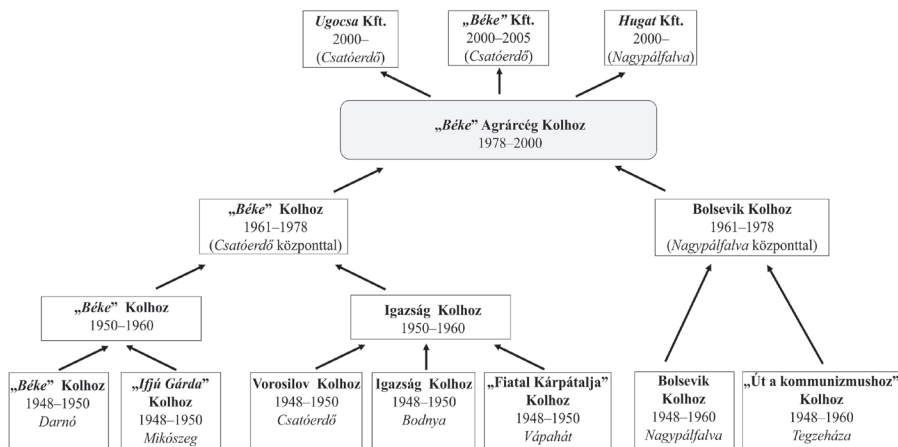 Ugocsa Kft.
2000–
(Csatóerdő)
„Béke” Kft.
2000–2005
(Csatóerdő)
Hugat Kft.
2000–
(Nagypálfalva)
„Béke” Agrárcég Kolhoz
1978–2000
„Béke” Kolhoz
1961–1978
(Csatóerdő központtal)
Bolsevik Kolhoz
1961–1978
(Nagypálfalva központtal)
„Béke” Kolhoz
1950–1960
Igazság Kolhoz
1950–1960
„Béke” Kolhoz
1948–1950
Darnó
„Ifjú Gárda”
Kolhoz
1948–1950
Mikószeg
Vorosilov Kolhoz
1948–1950
Csatóerdő
Igazság Kolhoz
1948–1950
Bodnya
„Fiatal Kárpátalja”
Kolhoz
1948–1950
Vápahát
Bolsevik
Kolhoz
1948–1960
Nagypálfalva
„Út a kommunizmushoz”
Kolhoz
1948–1960
Tegzeháza